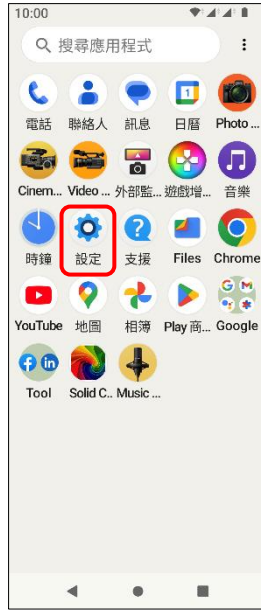 10:00
搜尋應用程式
電話 聯絡人 訊息 日曆 Photo ...
Cinem... Video ... 外部監... 遊戲增... 音樂
時鐘 設定 支援 Files Chrome
YouTube 地圖 相簿 Play 商... Google
Tool Solid C.. Music ...